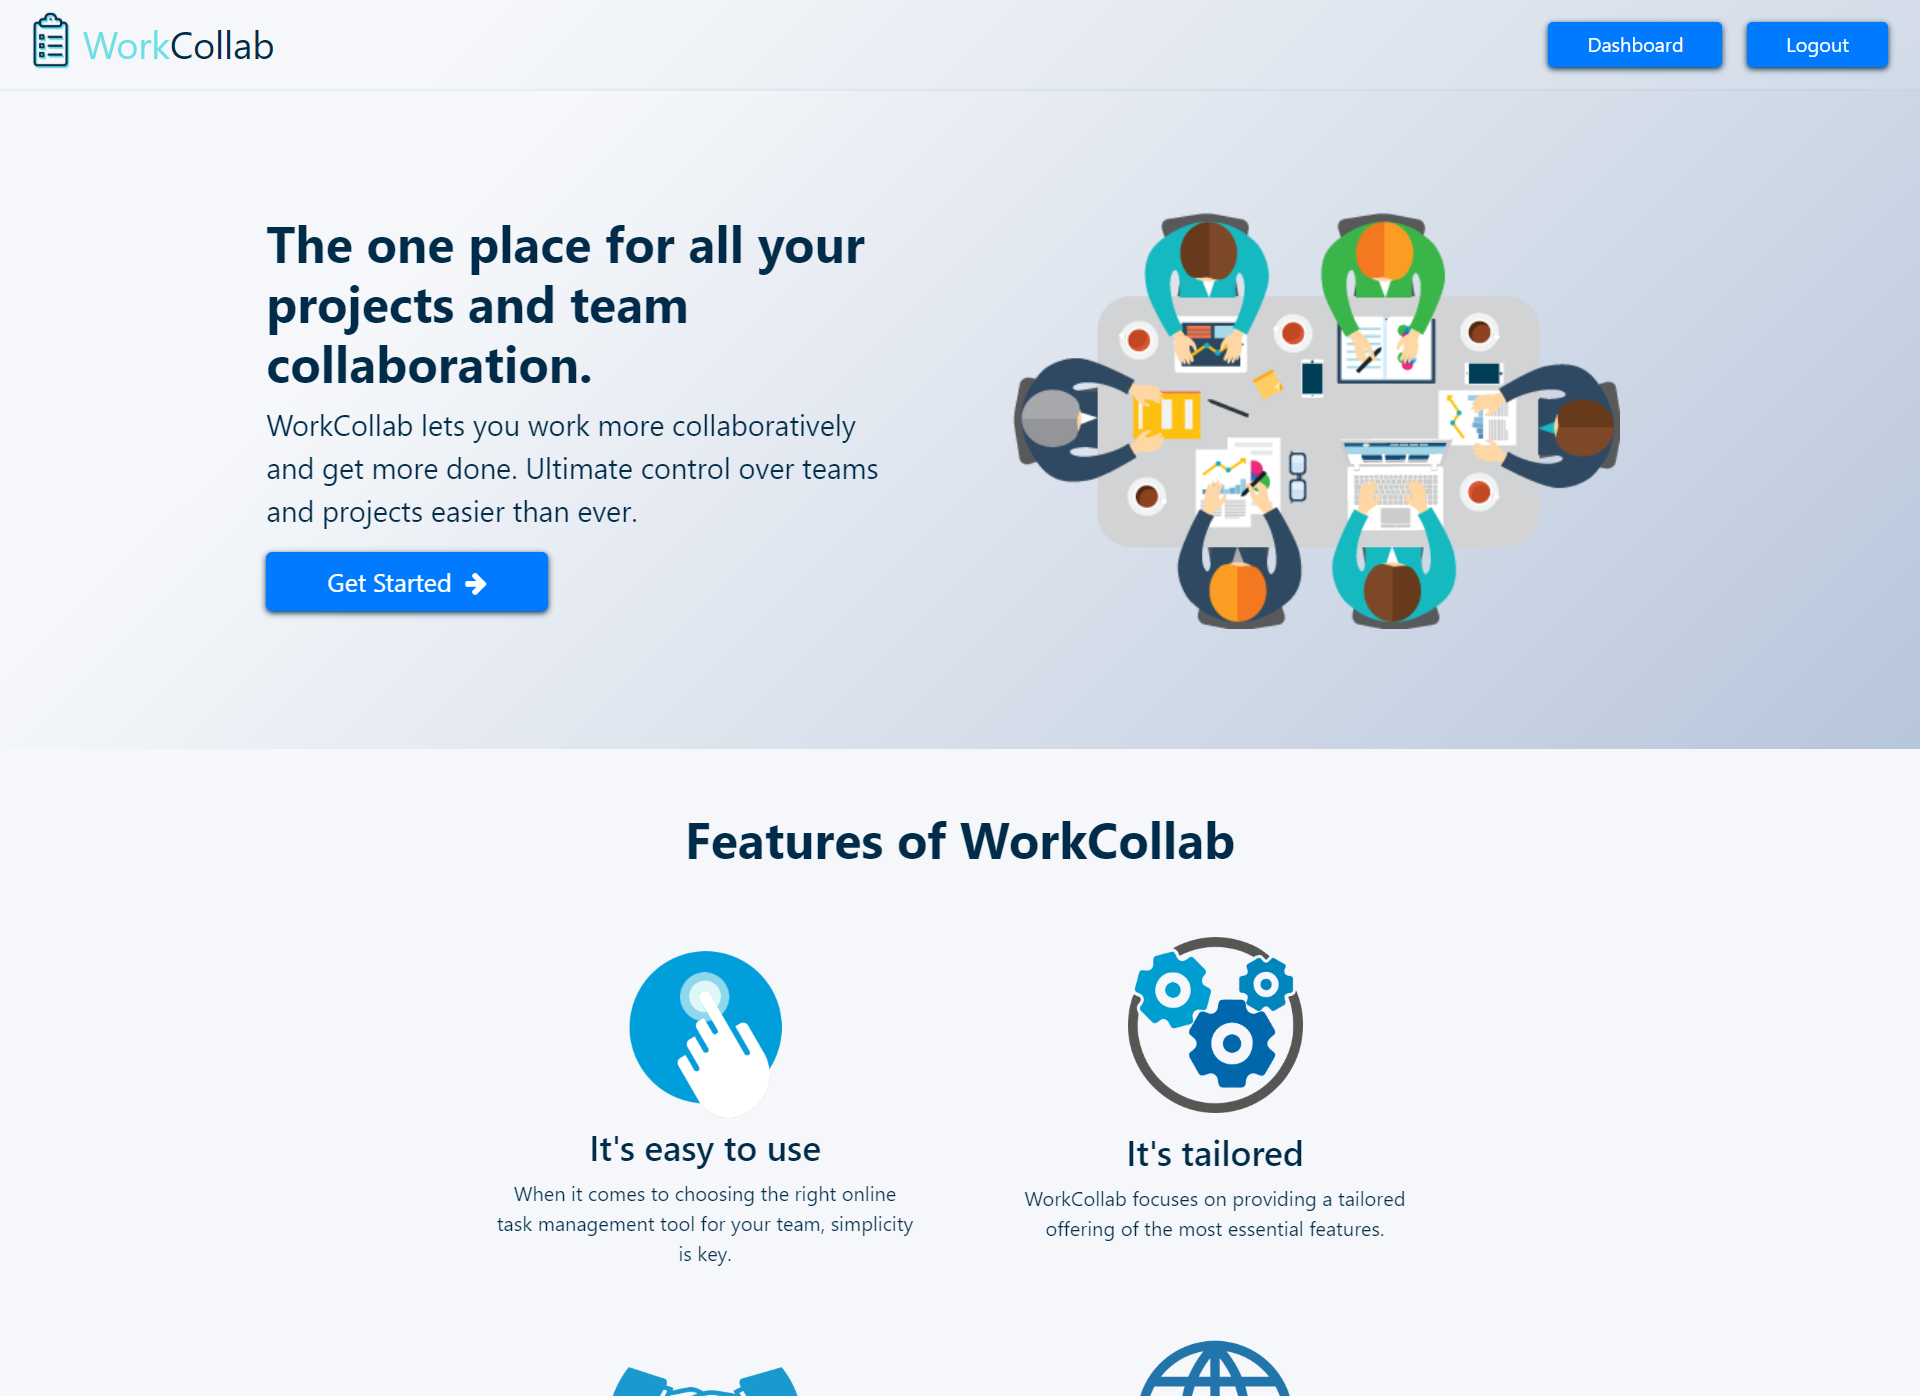 WorkCollab
Dashboard
Logout
The one place for all your
projects and team
collaboration.
WorkCollab lets you work more collaboratively
and get more done. Ultimate control over teams
and projects easier than ever.
Get Started
Features of WorkCollab
It's easy to use
When it comes to choosing the right online
task management tool for your team, simplicity
is key.
It's tailored
WorkCollab focuses on providing a tailored
offering of the most essential features.